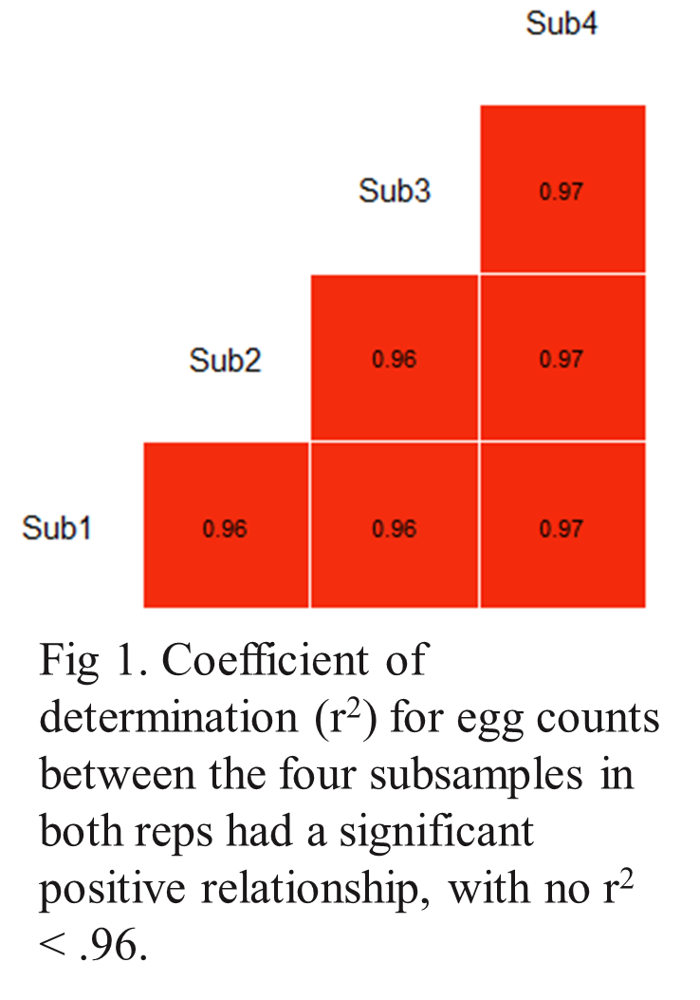 Sub4
Sub3 0.97
Sub2 0.96 0.97
Sub1 0.96 0.96 0.97
Fig 1. Coefficient of
determination (r²) for egg counts
between the four subsamples in
both reps had a significant
positive relationship, with no r²
< .96.